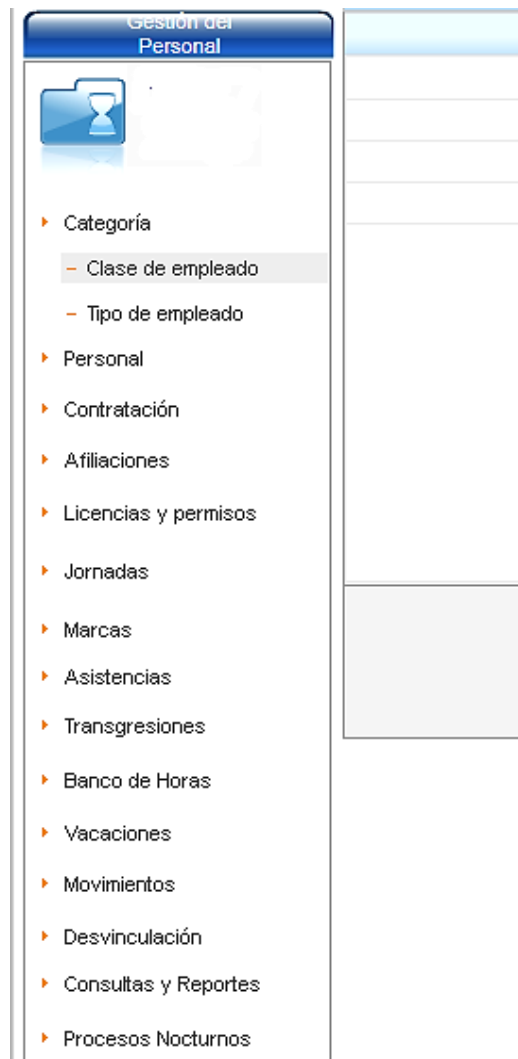 Gestión del
Personal
Categoría
– Clase de empleado
– Tipo de empleado
Personal
Contratación
Afiliaciones
Licencias y permisos
Jornadas
Marcas
Asistencias
Transgresiones
Banco de Horas
Vacaciones
Movimientos
Desvinculación
Consultas y Reportes
Procesos Nocturnos